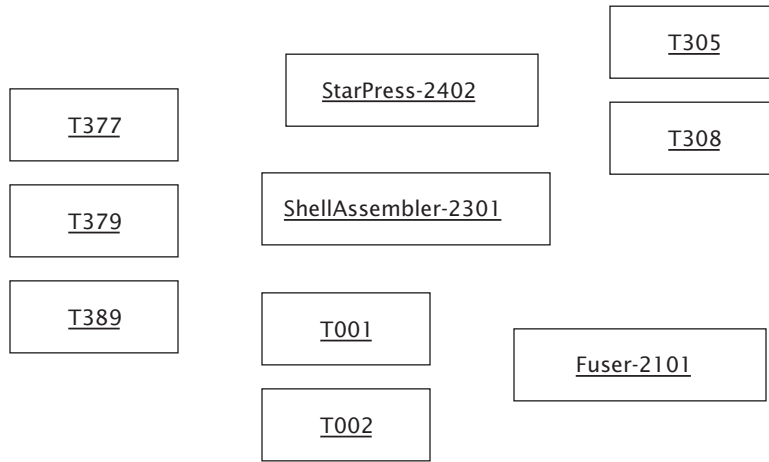 T305
StarPress-2402
T377
T308
ShellAssembler-2301
T379
T389
T001
Fuser-2101
T002